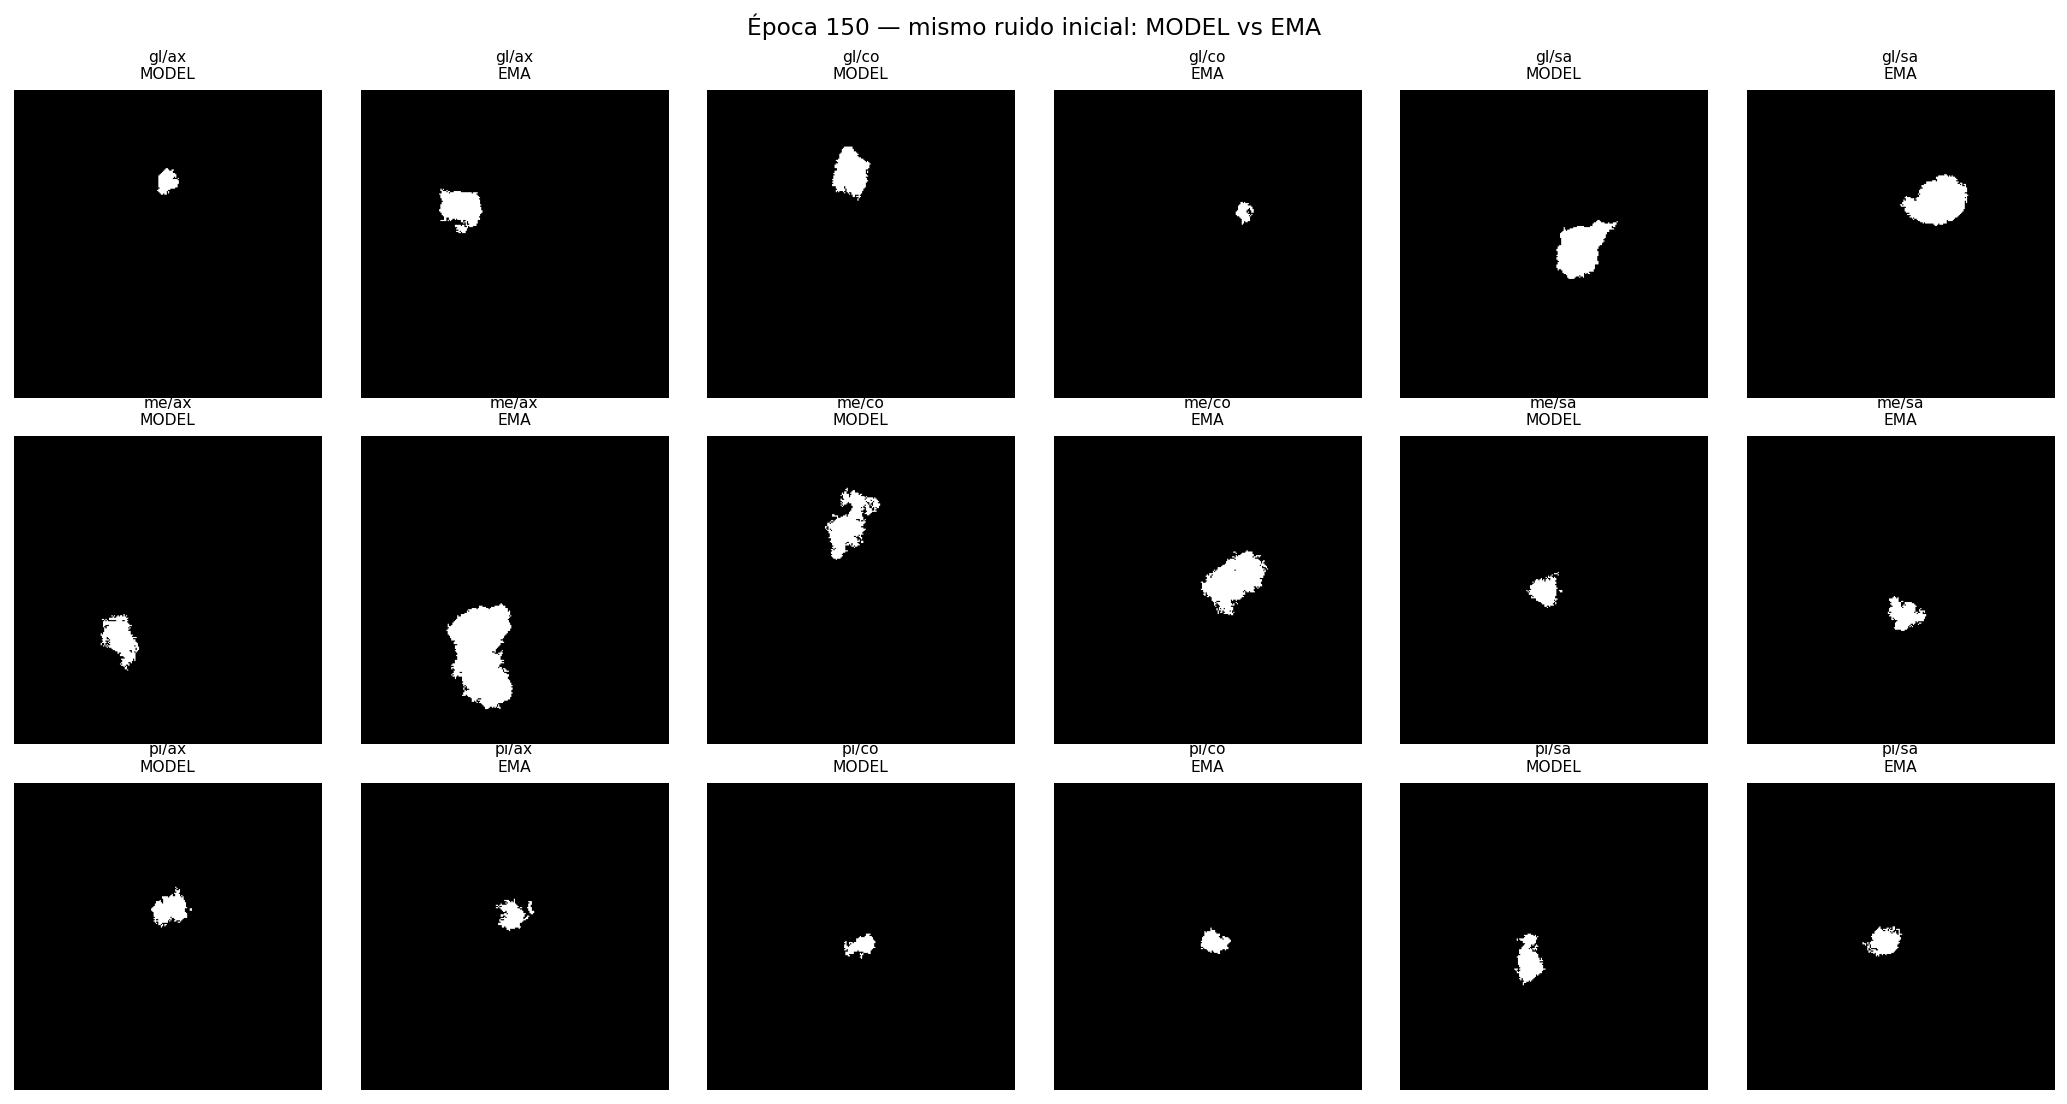 Época 150 — mismo ruido inicial: MODEL vs EMA
gl/ax
MODEL
gl/ax
EMA
gl/co
MODEL
gl/co
EMA
gl/sa
MODEL
gl/sa
EMA
me/ax
MODEL
me/ax
EMA
me/co
MODEL
me/co
EMA
me/sa
MODEL
me/sa
EMA
pi/ax
MODEL
pi/ax
EMA
pi/co
MODEL
pi/co
EMA
pi/sa
MODEL
pi/sa
EMA